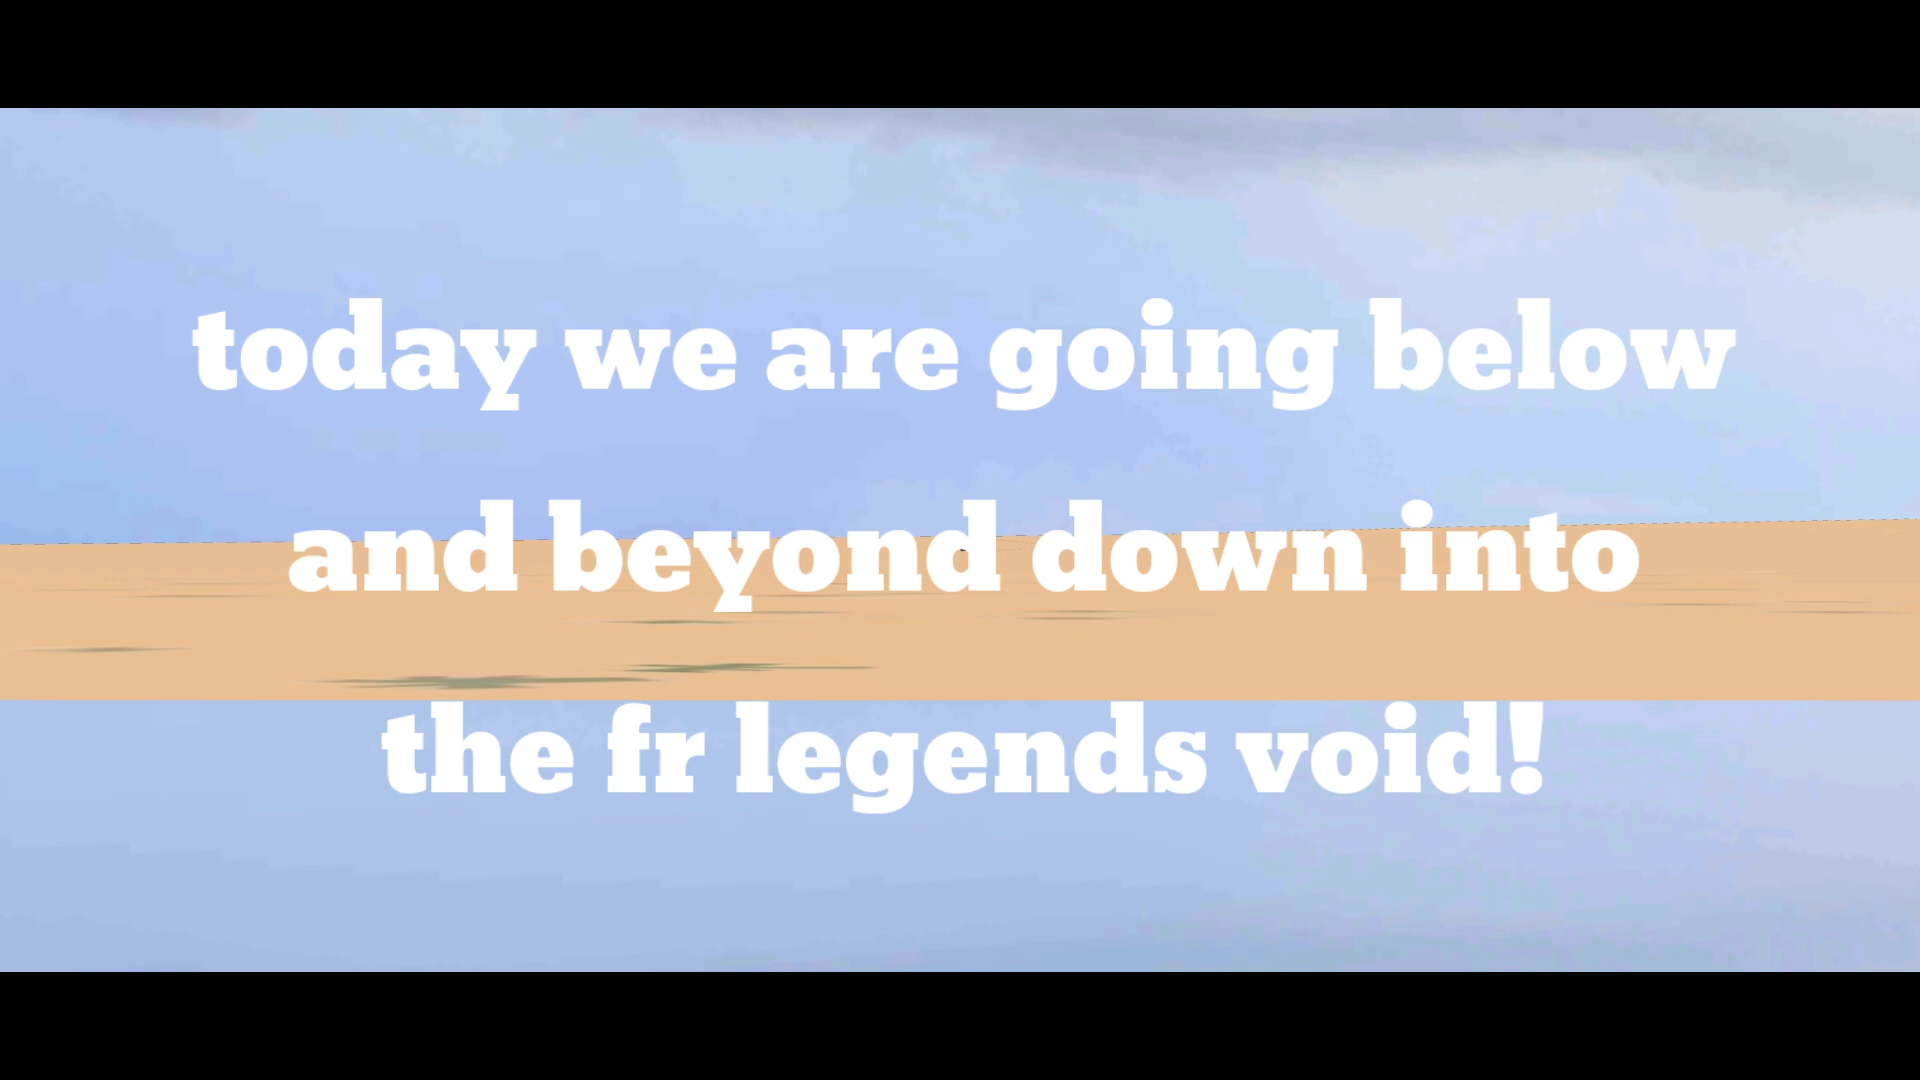 today we are going below
and beyond down into
the fr legends void!